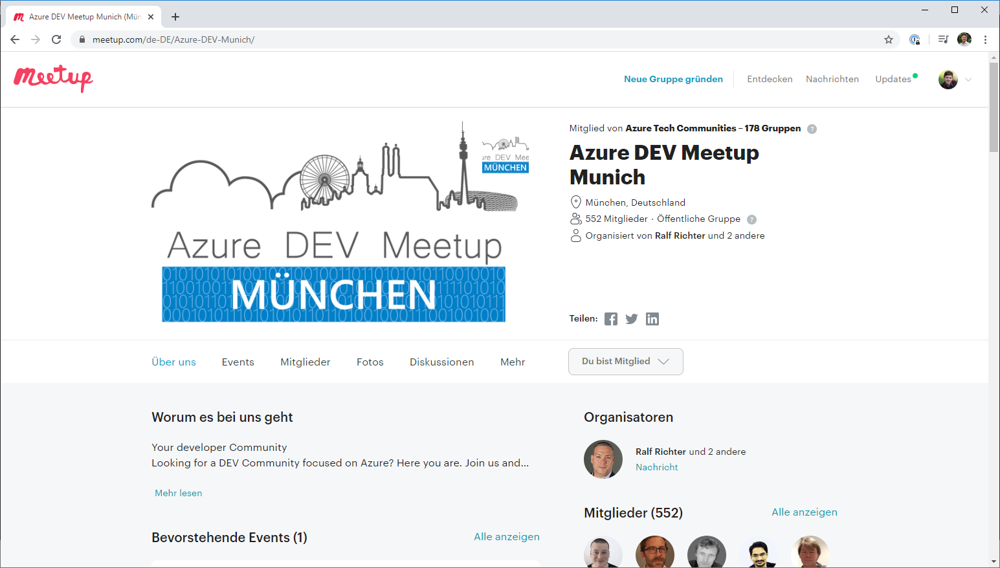 Azure DEV Meetup Munich (Mün
meetup.com/de-DE/Azure-DEV-Munich/
meetup
Neue Gruppe gründen
Entdecken
Nachrichten
Updates
Azure DEV Meetup
MÜNCHEN
ure DEV Mee
MÜNCHEN
Mitglied von Azure Tech Communities – 178 Gruppen ?
Azure DEV Meetup
Munich
München, Deutschland
552 Mitglieder · Öffentliche Gruppe ?
Organisiert von Ralf Richter und 2 andere
Teilen:
Über uns
Events
Mitglieder
Fotos
Diskussionen
Mehr
Du bist Mitglied
Worum es bei uns geht
Your developer Community
Looking for a DEV Community focused on Azure? Here you are. Join us and...
Mehr lesen
Bevorstehende Events (1)
Alle anzeigen
Organisatoren
Ralf Richter und 2 andere
Nachricht
Mitglieder (552)
Alle anzeigen